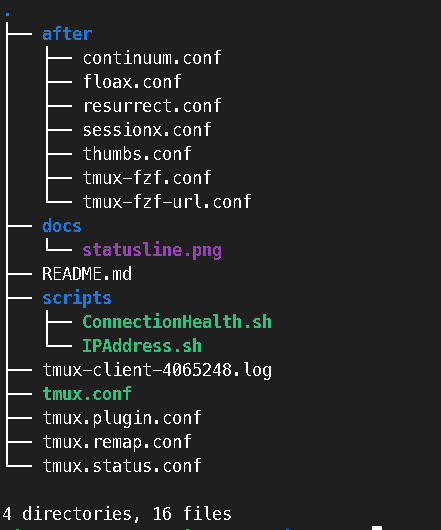 .
├── after
│   ├── continuum.conf
│   ├── floax.conf
│   ├── resurrect.conf
│   ├── sessionx.conf
│   ├── thumbs.conf
│   ├── tmux-fzf.conf
│   └── tmux-fzf-url.conf
├── docs
│   └── statusline.png
├── README.md
├── scripts
│   ├── ConnectionHealth.sh
│   └── IPAddress.sh
├── tmux-client-4065248.log
├── tmux.conf
├── tmux.plugin.conf
├── tmux.remap.conf
└── tmux.status.conf

4 directories, 16 files